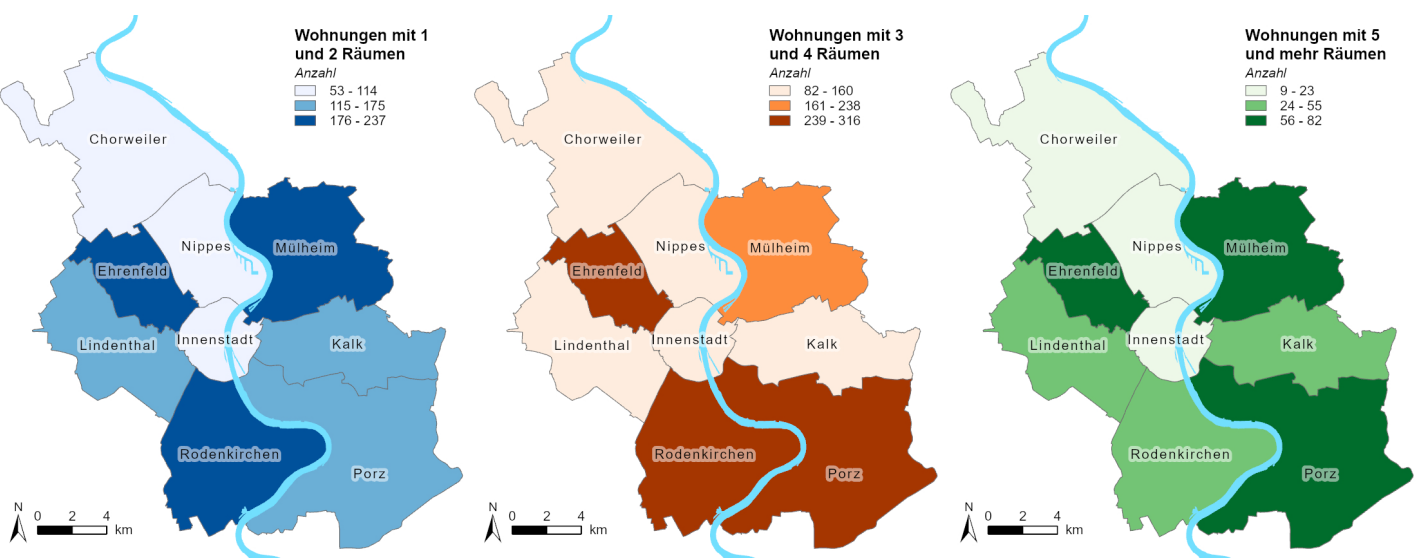 Wohnungen mit 1
und 2 Räumen
Anzahl
53 - 114
115 - 175
176 - 237
Chorweiler
Nippes
Mülheim
Ehrenfeld
Innenstadt
Lindenthal
Kalk
Rodenkirchen
Porz
N
0 2 4
km
Wohnungen mit 3
und 4 Räumen
Anzahl
82 - 160
161 - 238
239 - 316
Chorweiler
Nippes
Mülheim
Ehrenfeld
Innenstadt
Lindenthal
Kalk
Rodenkirchen
Porz
N
0 2 4
km
Wohnungen mit 5
und mehr Räumen
Anzahl
9 - 23
24 - 55
56 - 82
Chorweiler
Nippes
Mülheim
Ehrenfeld
Innenstadt
Lindenthal
Kalk
Rodenkirchen
Porz
N
0 2 4
km